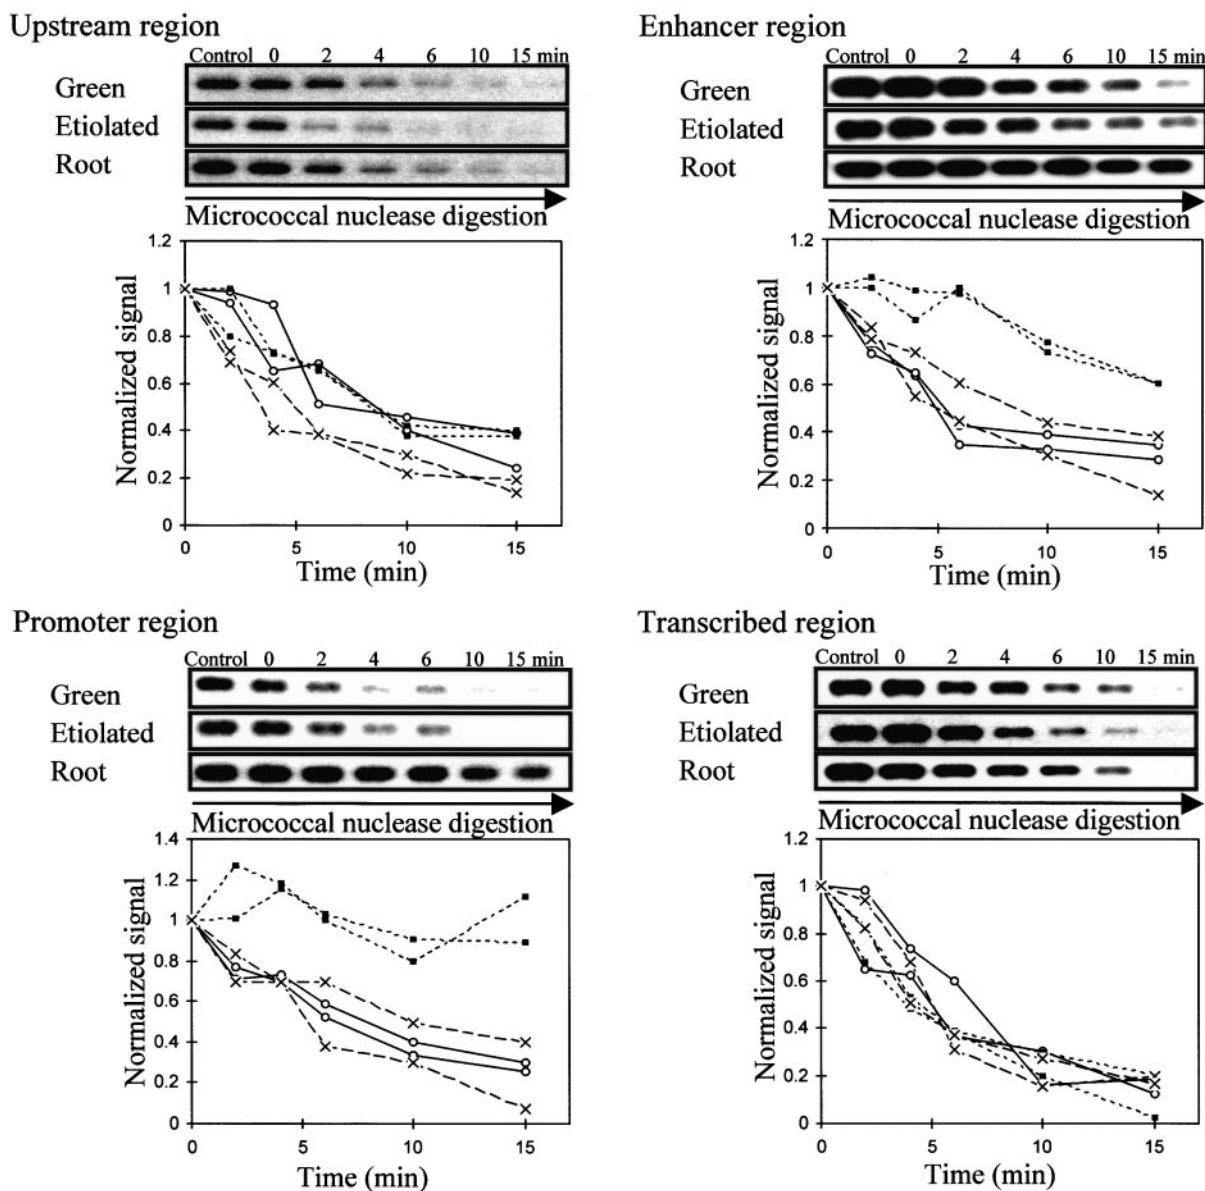 Upstream region
Control 0 2 4 6 10 15 min
Green
Etiolated
Root
Micrococcal nuclease digestion
1.2
1
0.8
0.6
0.4
0.2
0
Normalized signal
0 5 10 15
Time (min)
Enhancer region
Control 0 2 4 6 10 15 min
Green
Etiolated
Root
Micrococcal nuclease digestion
1.2
1
0.8
0.6
0.4
0.2
0
Normalized signal
0 5 10 15
Time (min)
Promoter region
Control 0 2 4 6 10 15 min
Green
Etiolated
Root
Micrococcal nuclease digestion
1.4
1.2
1
0.8
0.6
0.4
0.2
0
Normalized signal
0 5 10 15
Time (min)
Transcribed region
Control 0 2 4 6 10 15 min
Green
Etiolated
Root
Micrococcal nuclease digestion
1.2
1
0.8
0.6
0.4
0.2
0
Normalized signal
0 5 10 15
Time (min)